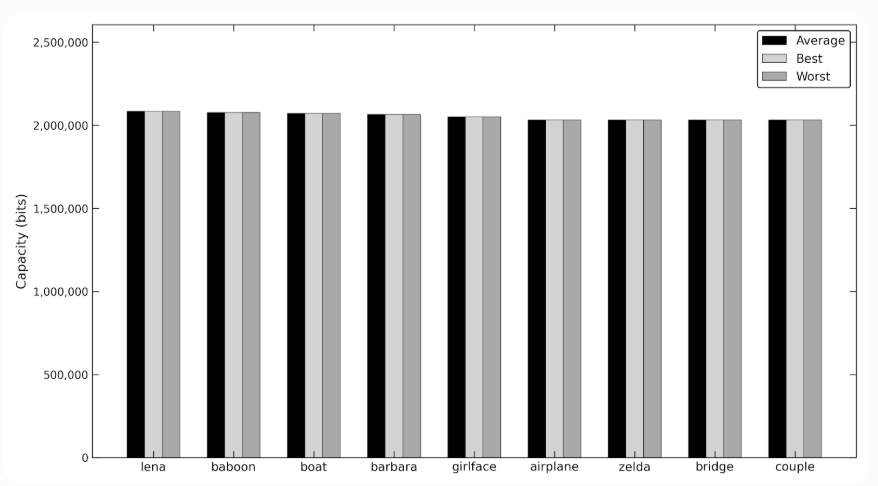 2,500,000
2,000,000
1,500,000
1,000,000
500,000
0
Capacity (bits)
Average
Best
Worst
lena baboon boat barbara girlface airplane zelda bridge couple